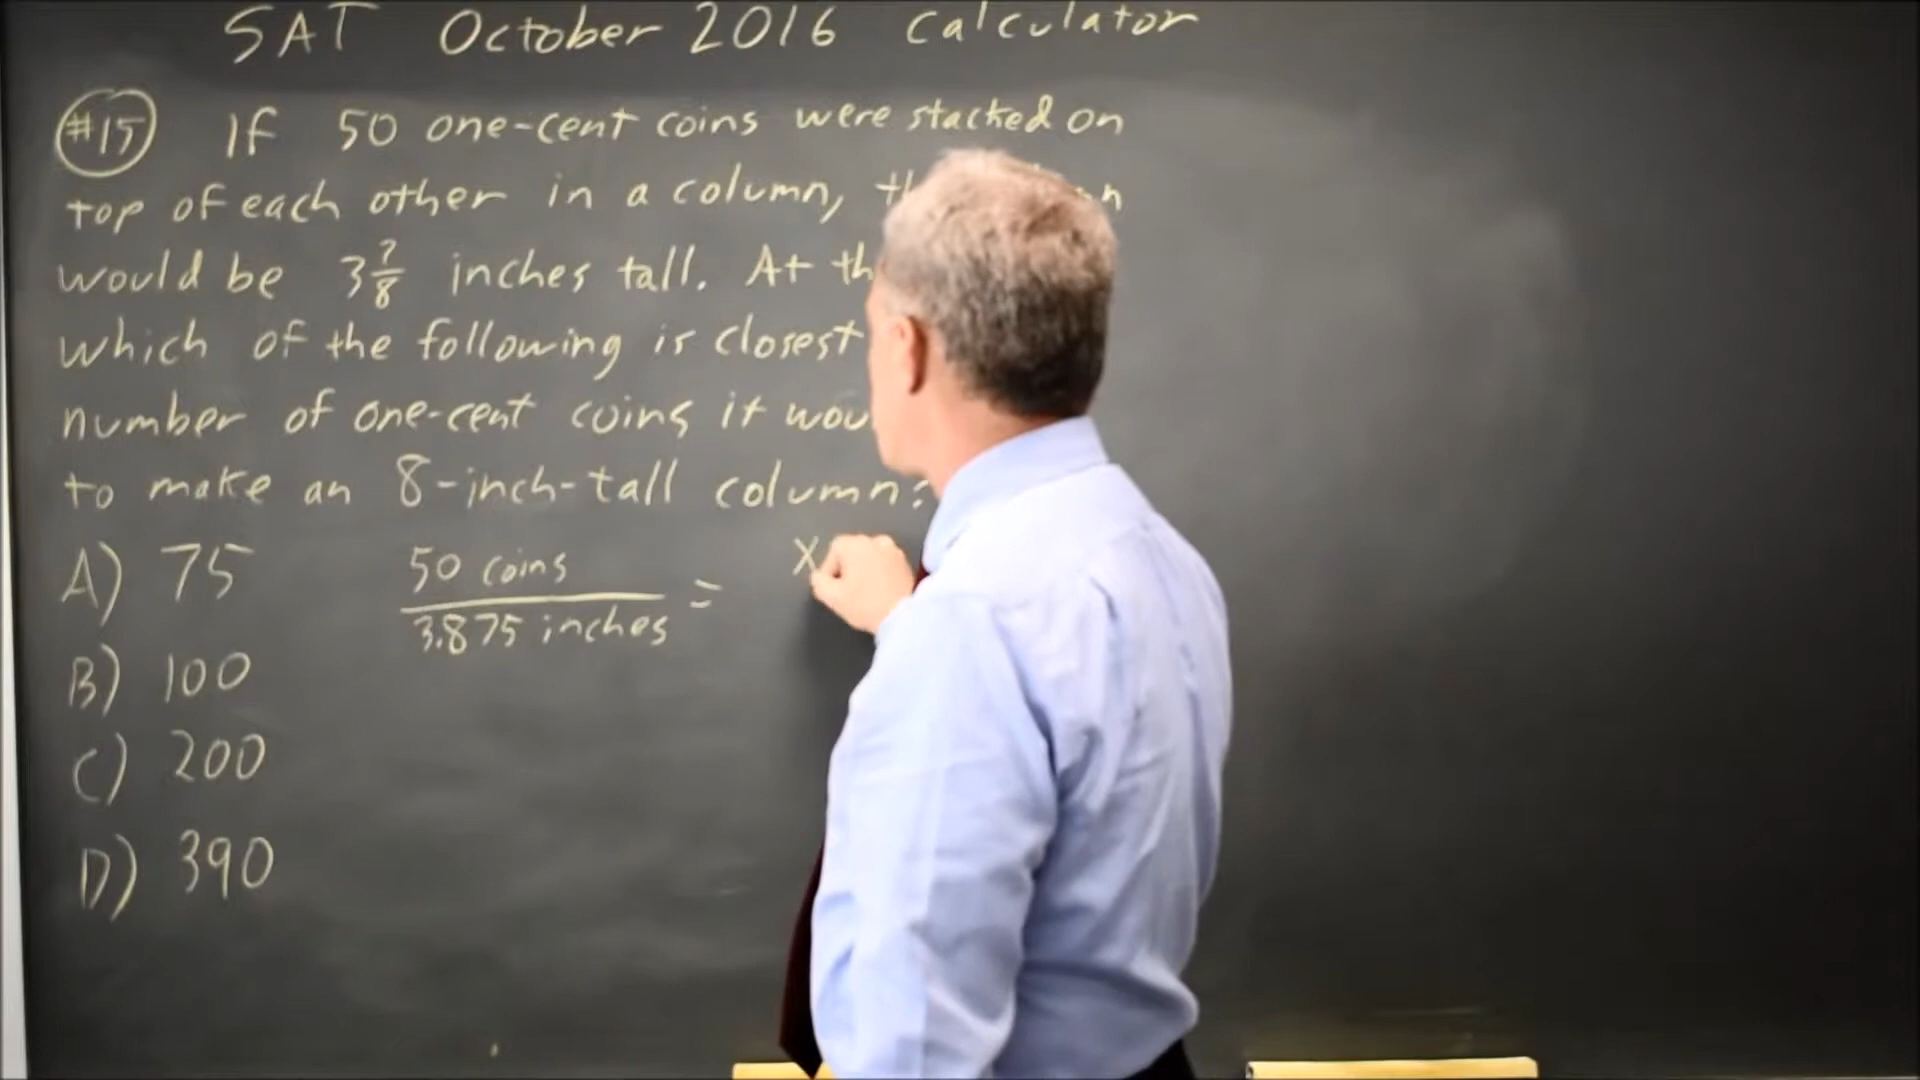 SAT October 2016 Calculator
#15 If 50 one-cent coins were stacked on
top of each other in a column,
would be 3 7/8 inches tall. At
which of the following is closest
number of one-cent coins it
to make an 8-inch-tall column?
A) 75
B) 100
C) 200
D) 390
50 coins
3.875 inches
=
X